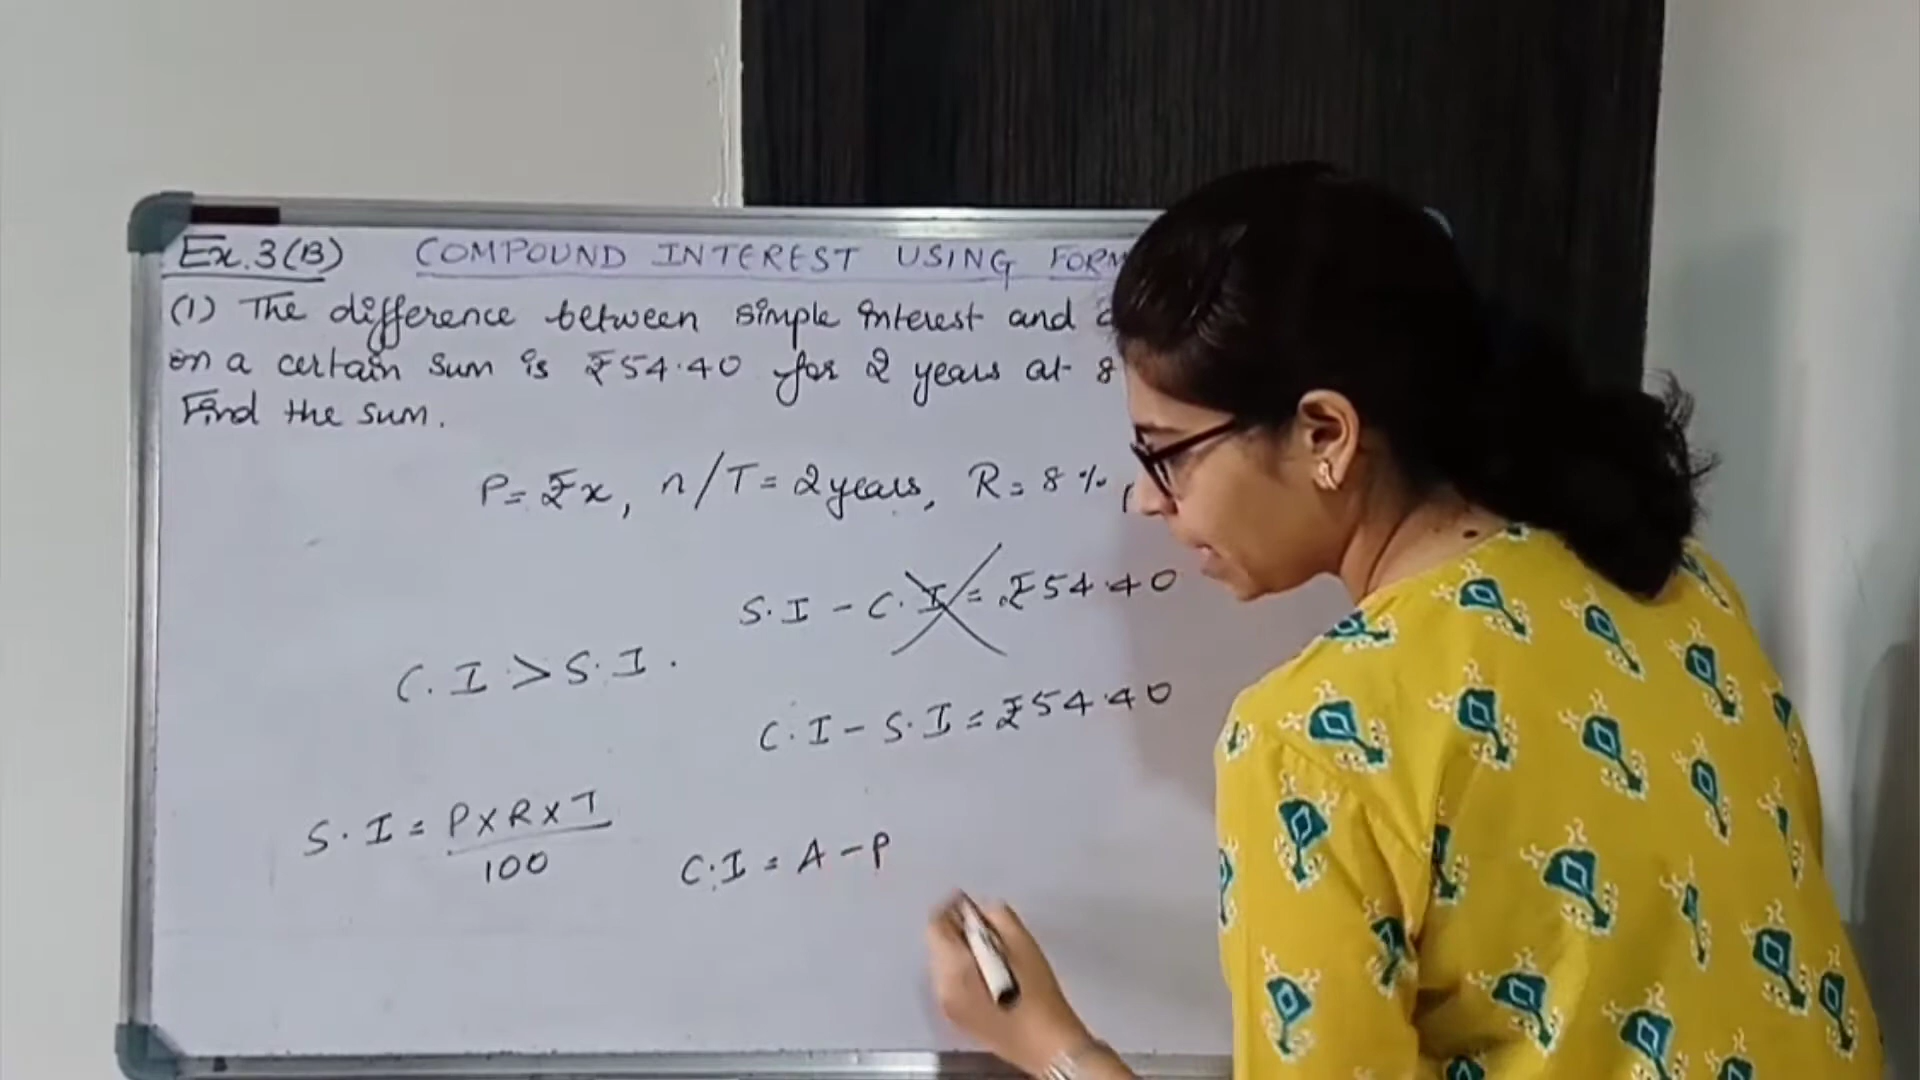 Ex. 3(B) COMPOUND INTEREST USING
(1) The difference between simple interest and
on a certain sum is ₹54.40 for 2 years at 8
Find the sum.
P = ₹x, n/T = 2 years, R = 8%,
S.I - C.I = ₹54.40
C.I > S.I.
C.I - S.I = ₹54.40
S.I = P×R×T
100
C.I = A - P